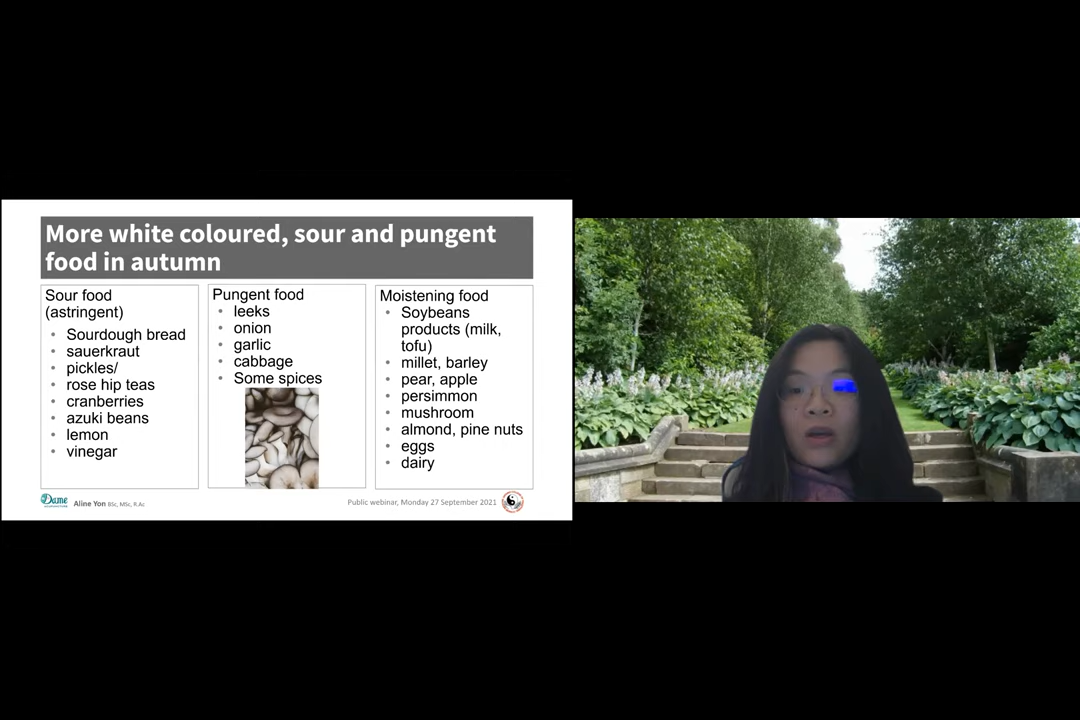 More white coloured, sour and pungent
food in autumn
Sour food
(astringent)
• Sourdough bread
• sauerkraut
• pickles/
• rose hip teas
• cranberries
• azuki beans
• lemon
• vinegar
Pungent food
• leeks
• onion
• garlic
• cabbage
• Some spices
Moistening food
• Soybeans
products (milk,
tofu)
• millet, barley
• pear, apple
• persimmon
• mushroom
• almond, pine nuts
• eggs
• dairy
Dame
Aline Yon BSc, MSc, R.Ac
Public webinar, Monday 27 September 2021